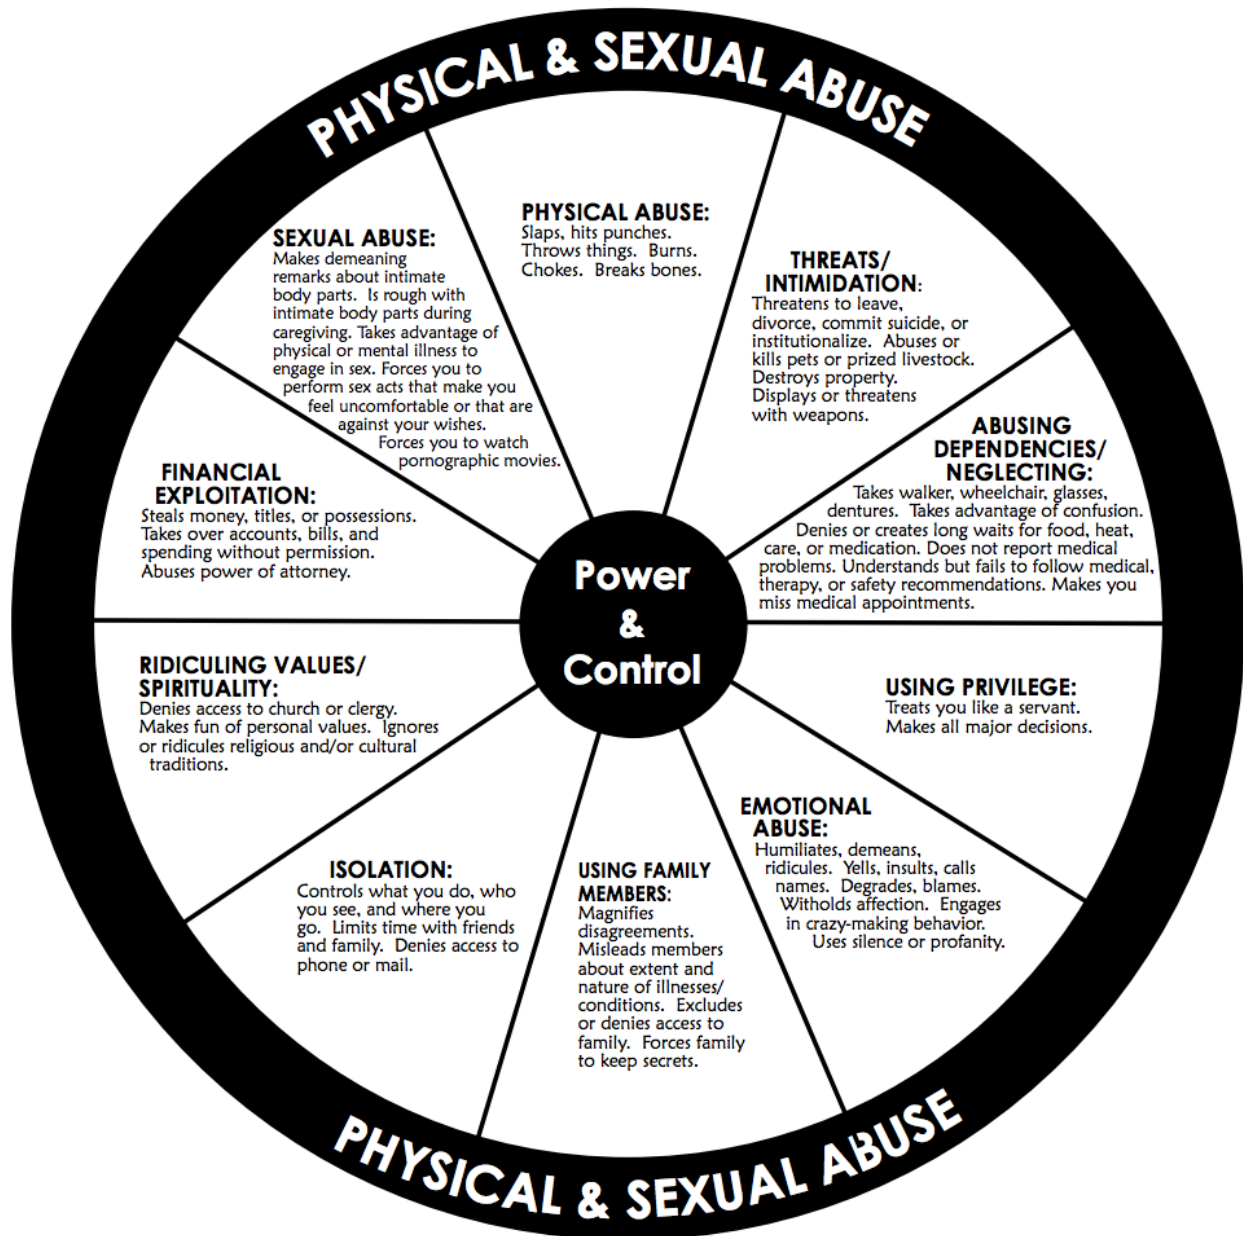 PHYSICAL & SEXUAL ABUSE
PHYSICAL ABUSE:
Slaps, hits punches.
Throws things. Burns.
Chokes. Breaks bones.
THREATS/
INTIMIDATION:
Threatens to leave,
divorce, commit suicide, or
institutionalize. Abuses or
kills pets or prized livestock.
Destroys property.
Displays or threatens
with weapons.
ABUSING
DEPENDENCIES/
NEGLECTING:
Takes walker, wheelchair, glasses,
dentures. Takes advantage of confusion.
Denies or creates long waits for food, heat,
care, or medication. Does not report medical
problems. Understands but fails to follow medical,
therapy, or safety recommendations. Makes you
miss medical appointments.
USING PRIVILEGE:
Treats you like a servant.
Makes all major decisions.
EMOTIONAL
ABUSE:
Humiliates, demeans,
ridicules. Yells, insults, calls
names. Degrades, blames.
Witholds affection. Engages
in crazy-making behavior.
Uses silence or profanity.
USING FAMILY
MEMBERS:
Magnifies
disagreements.
Misleads members
about extent and
nature of illnesses/
conditions. Excludes
or denies access to
family. Forces family
to keep secrets.
ISOLATION:
Controls what you do, who
you see, and where you
go. Limits time with friends
and family. Denies access to
phone or mail.
RIDICULING VALUES/
SPIRITUALITY:
Denies access to church or clergy.
Makes fun of personal values. Ignores
or ridicules religious and/or cultural
traditions.
FINANCIAL
EXPLOITATION:
Steals money, titles, or possessions.
Takes over accounts, bills, and
spending without permission.
Abuses power of attorney.
SEXUAL ABUSE:
Makes demeaning
remarks about intimate
body parts. Is rough with
intimate body parts during
caregiving. Takes advantage of
physical or mental illness to
engage in sex. Forces you to
perform sex acts that make you
feel uncomfortable or that are
against your wishes.
Forces you to watch
pornographic movies.
Power
&
Control
PHYSICAL & SEXUAL ABUSE